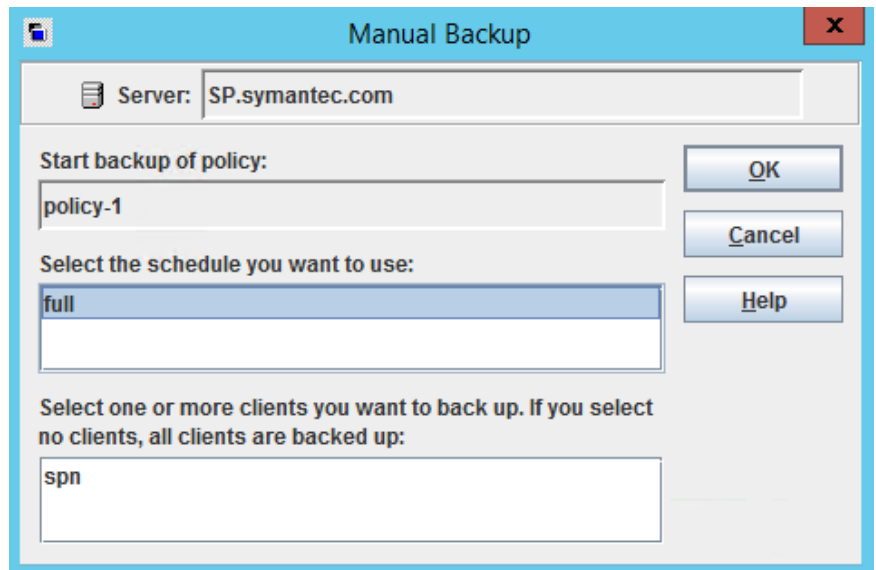 Manual Backup
x
Server: SP.symantec.com
Start backup of policy:
policy-1
OK
Cancel
Select the schedule you want to use:
full
Help
Select one or more clients you want to back up. If you select
no clients, all clients are backed up:
spn